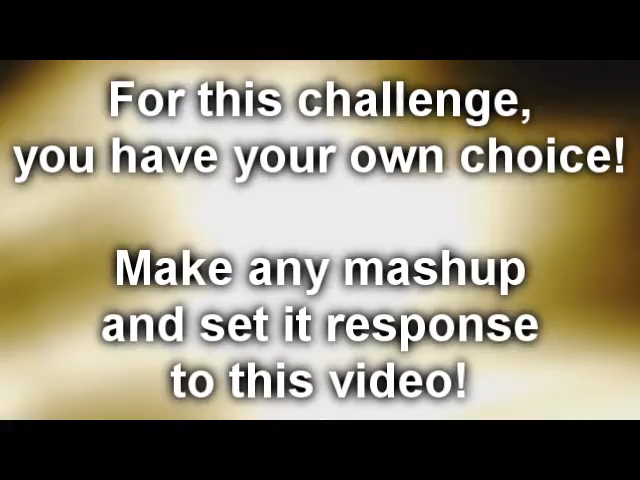 For this challenge,
you have your own choice!
Make any mashup
and set it response
to this video!